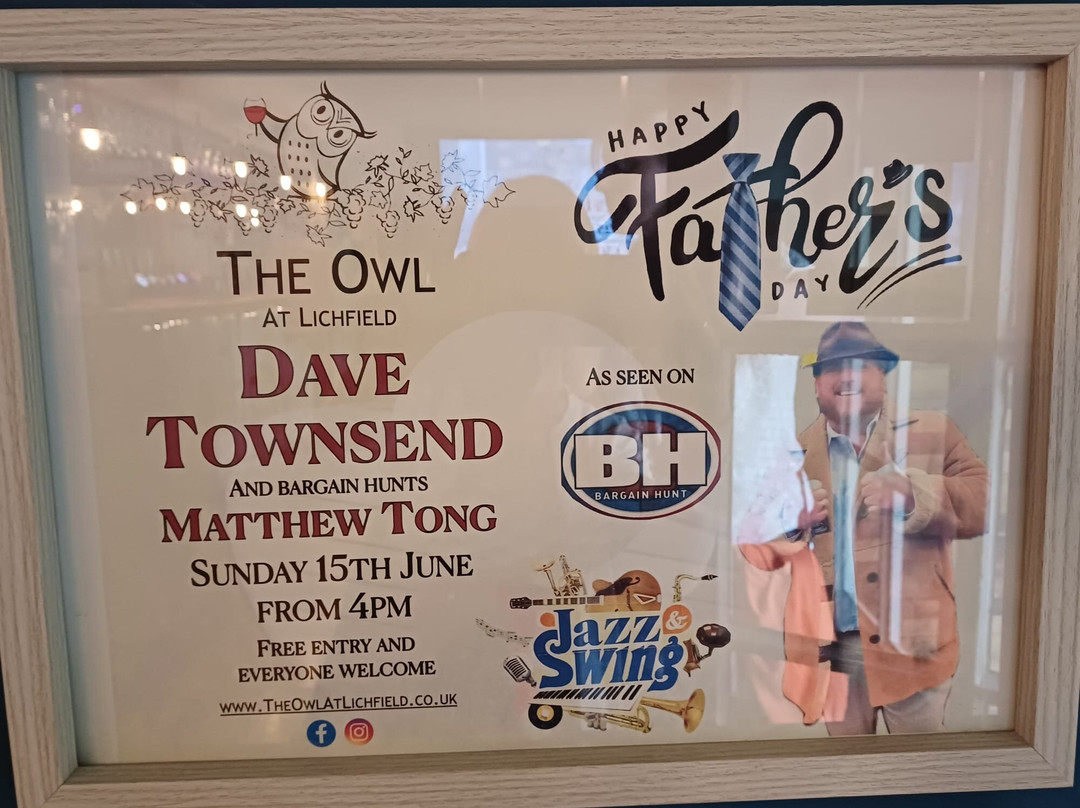 The Owl
At Lichfield
Dave
Townsend
and bargain hunts
Matthew Tong
Sunday 15th June
from 4pm
Free entry and
everyone welcome
www.TheOwlAtLichfield.co.uk
HAPPY
Father's
DAY
As seen on
BH
BARGAIN HUNT
Jazz &
Swing